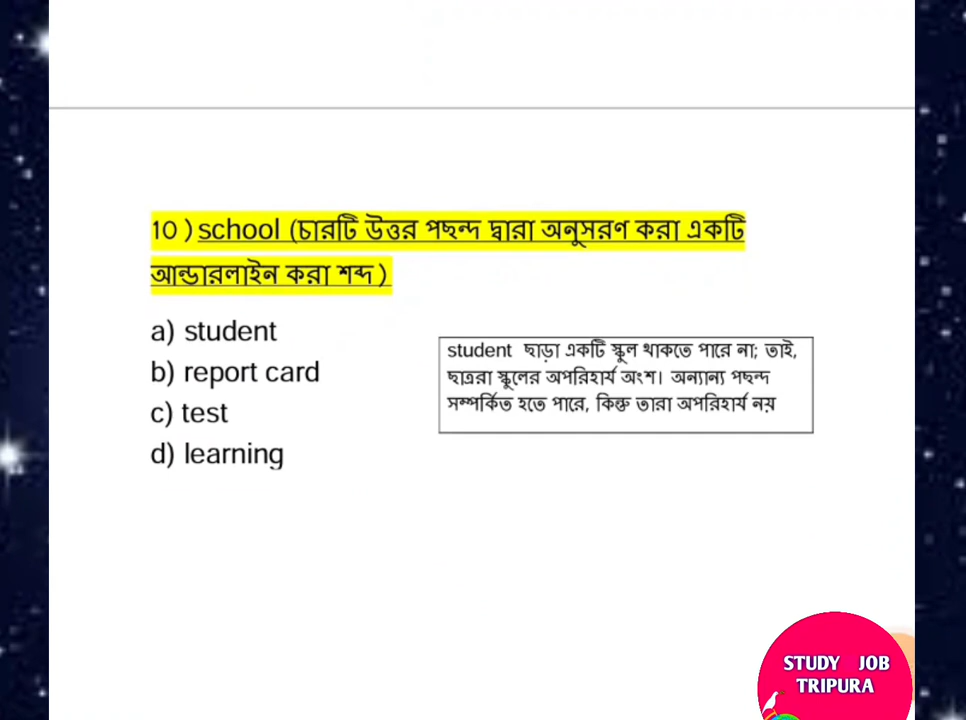 10 ) school (চারটি উত্তর পছন্দ দ্বারা অনুসরণ করা একটি
আন্ডারলাইন করা শব্দ )
a) student
b) report card
c) test
d) learning
student ছাড়া একটি স্কুল থাকতে পারে না; তাই,
ছাত্ররা স্কুলের অপরিহার্য অংশ। অন্যান্য পছন্দ
সম্পর্কিত হতে পারে, কিন্তু তারা অপরিহার্য নয়
STUDY JOB
TRIPURA